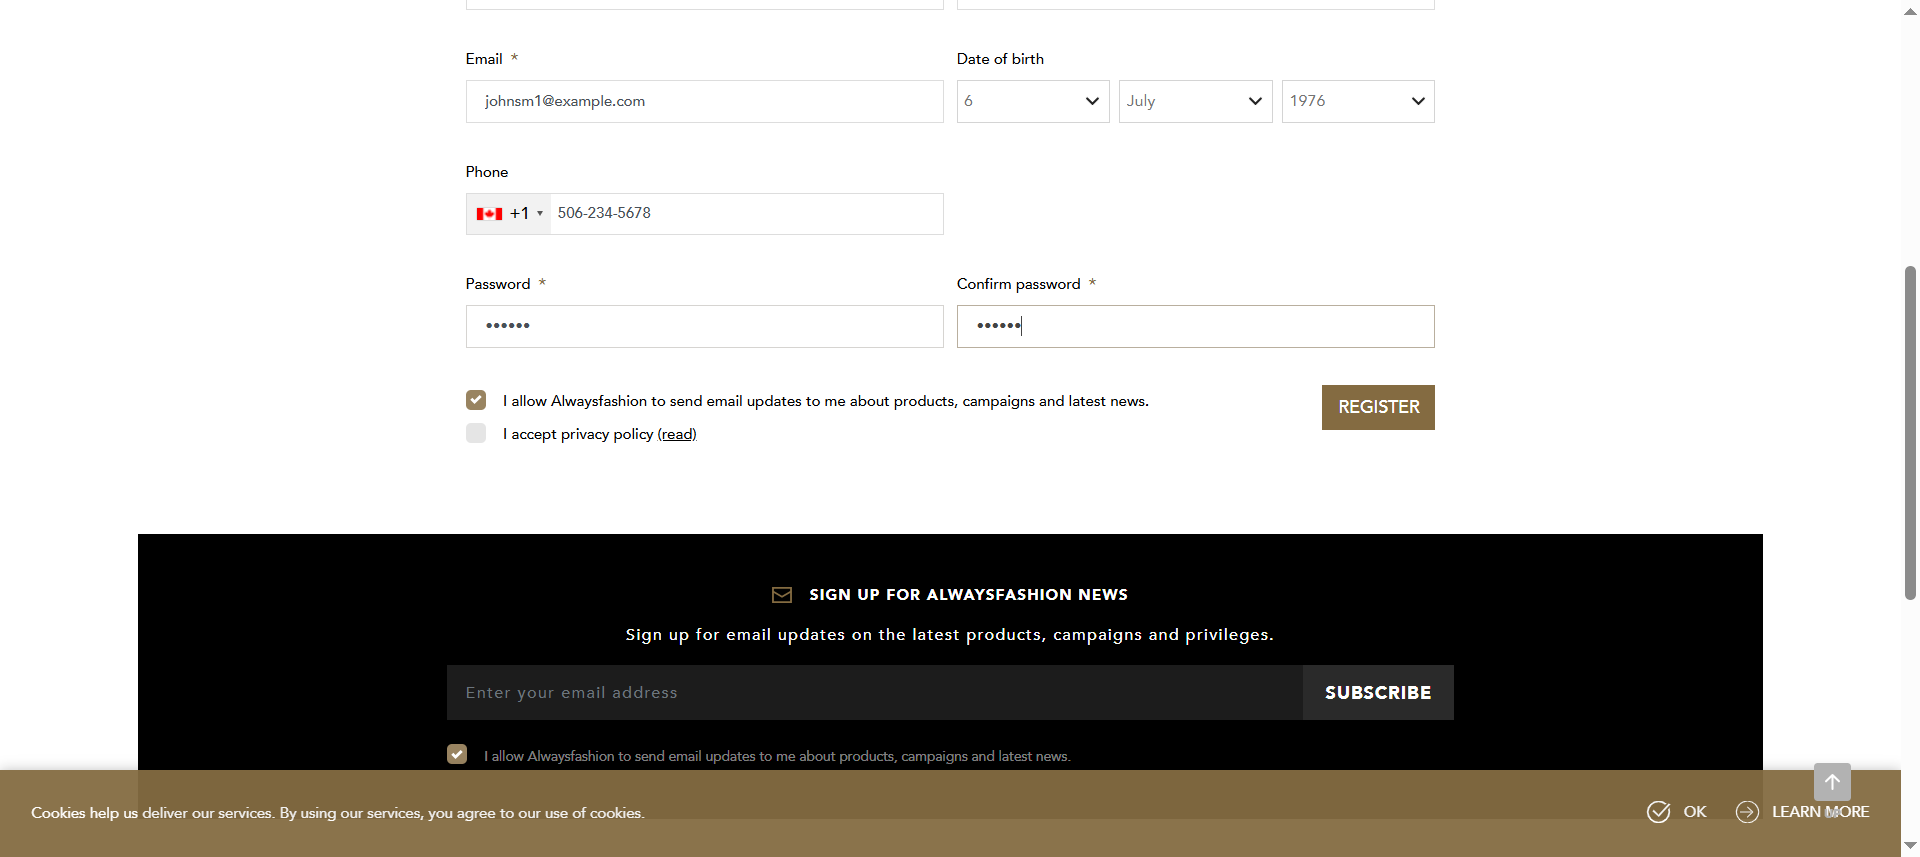 Email *
Date of birth
johnsm1@example.com
6
July
1976
Phone
+1
506-234-5678
Password *
Confirm password *
••••••
••••••
I allow Alwaysfashion to send email updates to me about products, campaigns and latest news.
REGISTER
I accept privacy policy (read)
SIGN UP FOR ALWAYSFASHION NEWS
Sign up for email updates on the latest products, campaigns and privileges.
Enter your email address
SUBSCRIBE
I allow Alwaysfashion to send email updates to me about products, campaigns and latest news.
Cookies help us deliver our services. By using our services, you agree to our use of cookies.
OK
LEARN MORE